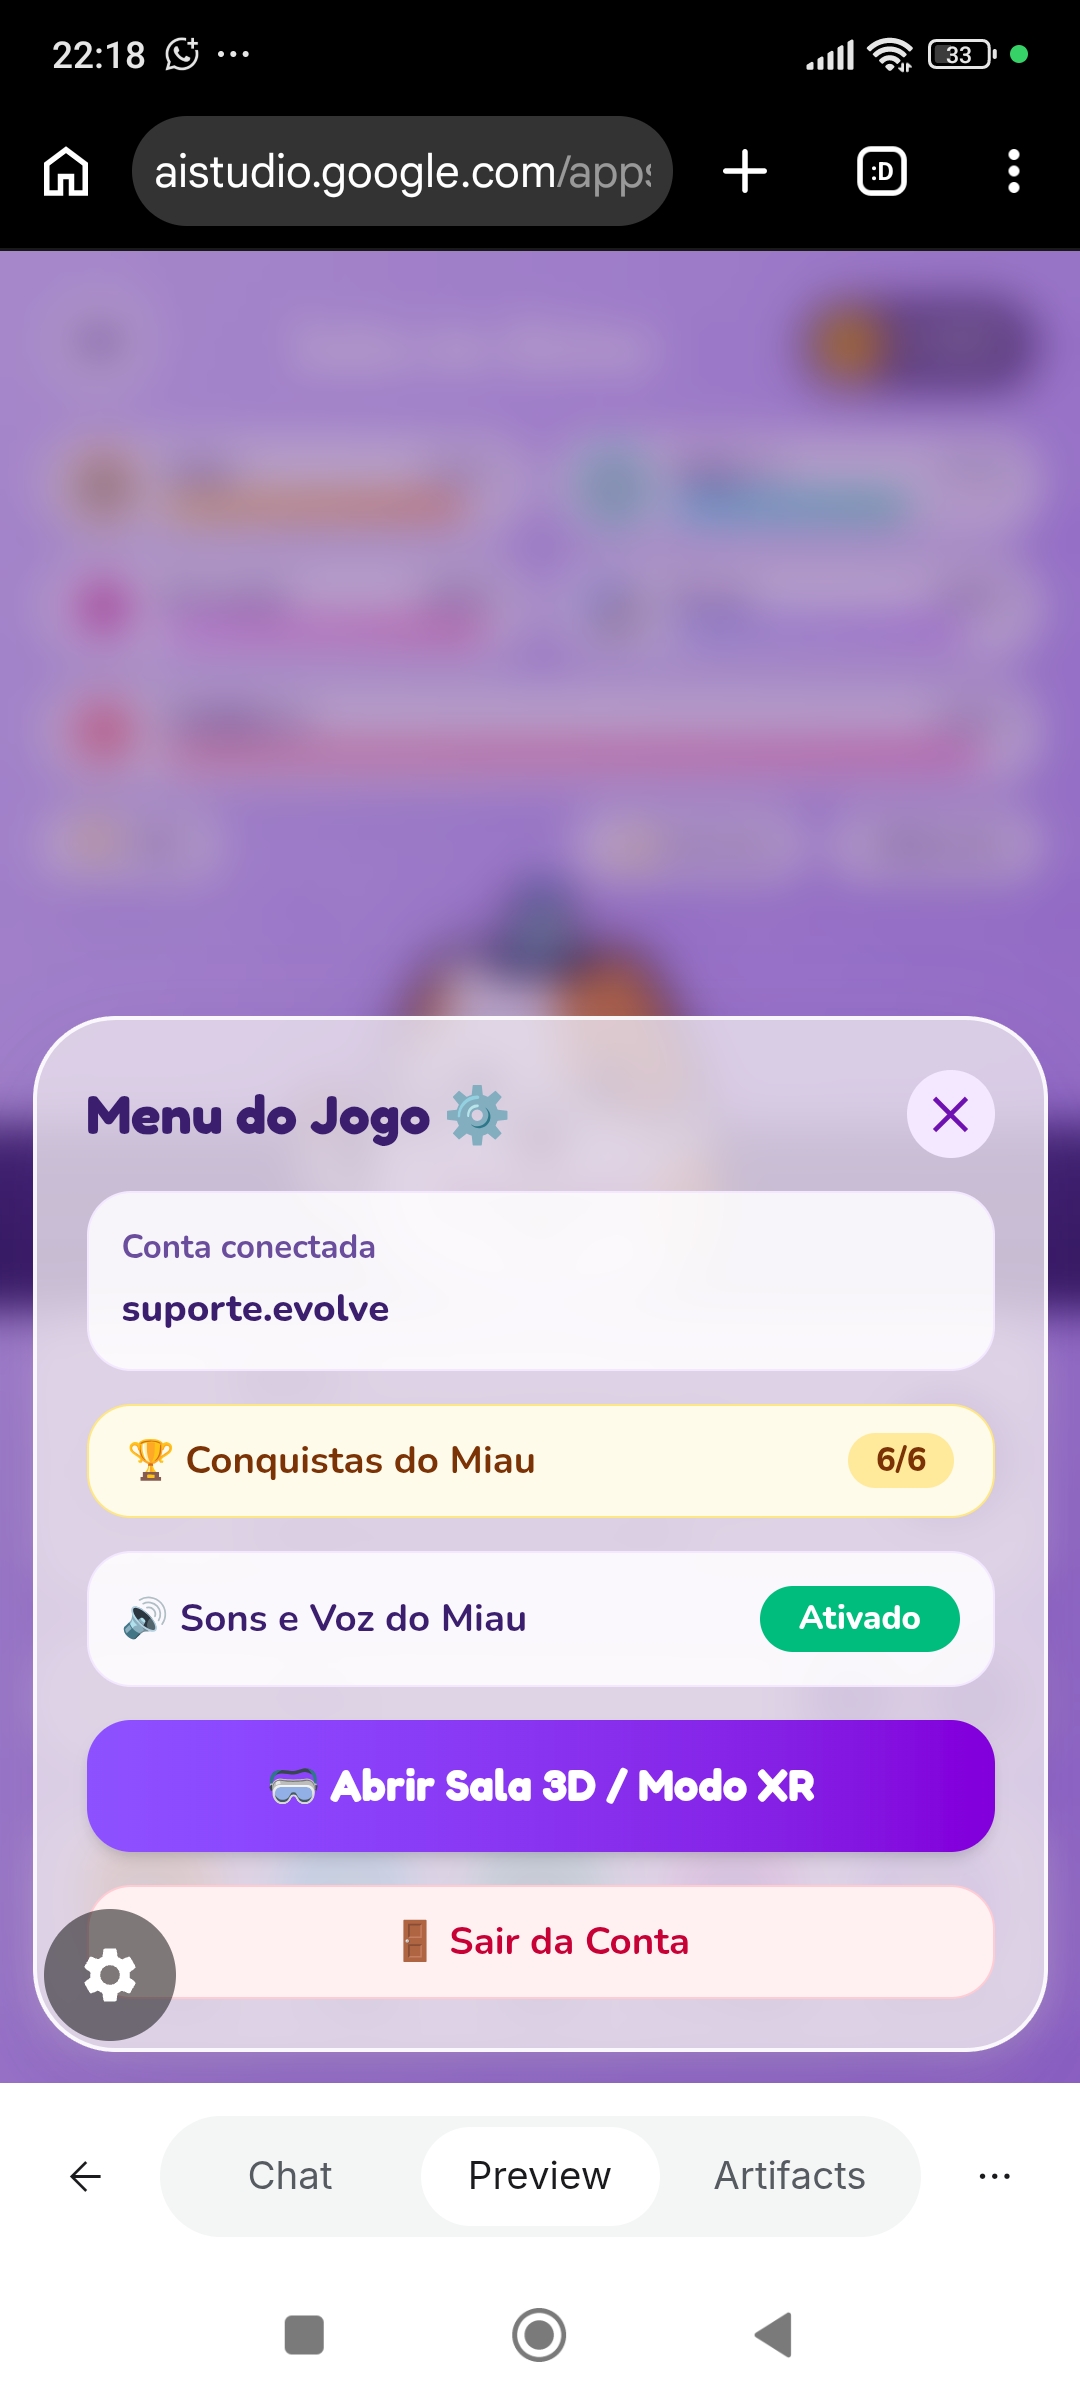 22:18
33
aistudio.google.com/apps
:D
Menu do Jogo
Conta conectada
suporte.evolve
Conquistas do Miau
6/6
Sons e Voz do Miau
Ativado
Abrir Sala 3D / Modo XR
Sair da Conta
Chat
Preview
Artifacts